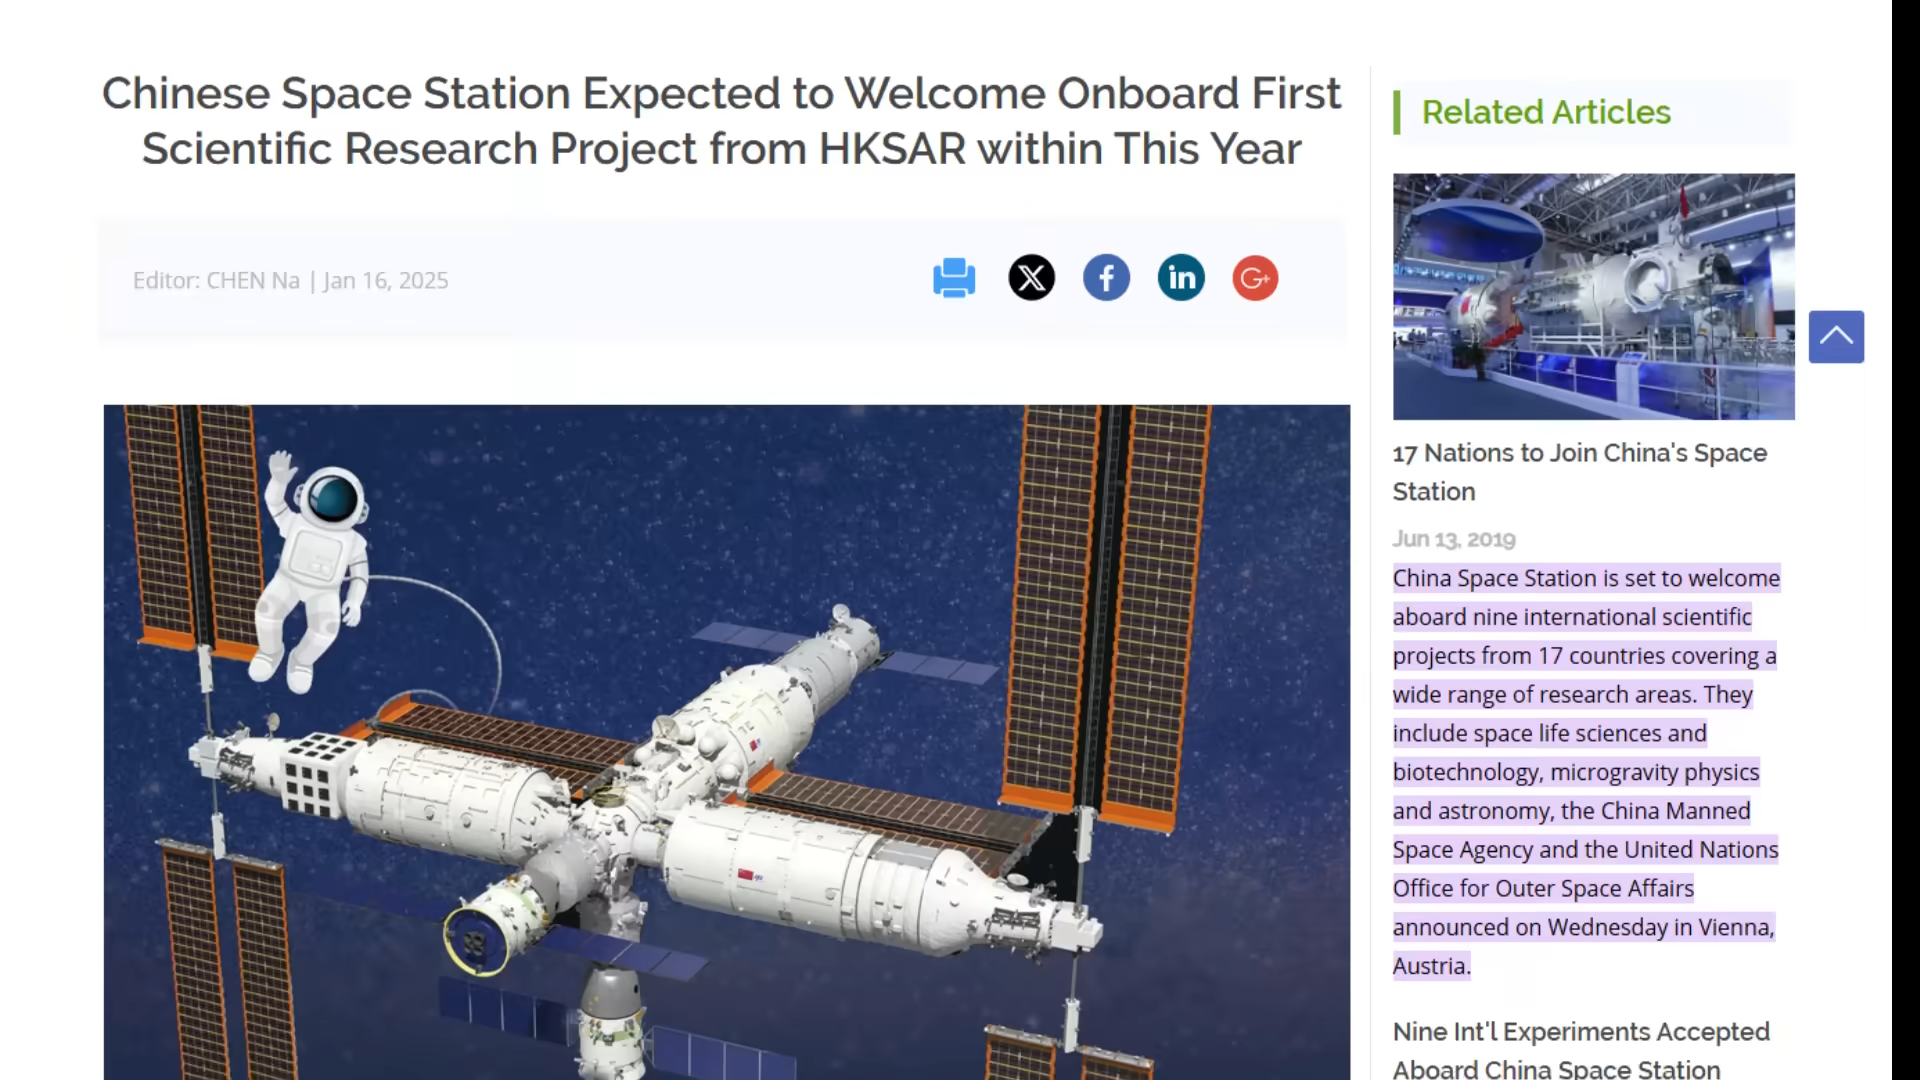 Chinese Space Station Expected to Welcome Onboard First
Scientific Research Project from HKSAR within This Year
Editor: CHEN Na | Jan 16, 2025
X
f
in
G+
Related Articles
17 Nations to Join China's Space
Station
Jun 13, 2019
China Space Station is set to welcome
aboard nine international scientific
projects from 17 countries covering a
wide range of research areas. They
include space life sciences and
biotechnology, microgravity physics
and astronomy, the China Manned
Space Agency and the United Nations
Office for Outer Space Affairs
announced on Wednesday in Vienna,
Austria.
Nine Int'l Experiments Accepted
Aboard China Space Station